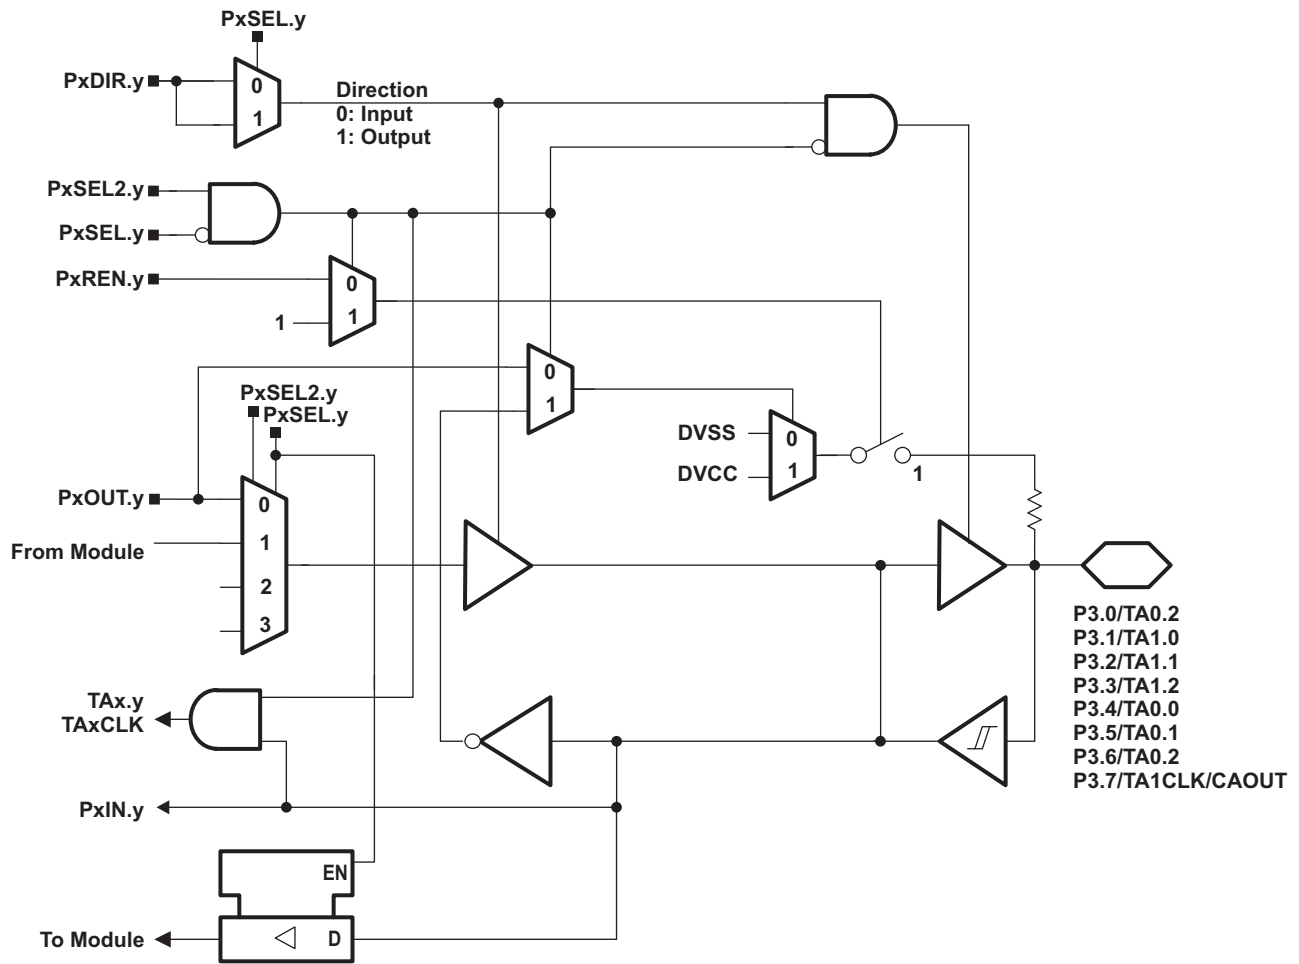 PxSEL.y
PxDIR.y
0
1
Direction
0: Input
1: Output
PxSEL2.y
PxSEL.y
PxREN.y
0
1
1
0
1
PxSEL2.y
PxSEL.y
DVSS
0
DVCC
1
1
PxOUT.y
0
From Module
1
2
3
P3.0/TA0.2
P3.1/TA1.0
P3.2/TA1.1
P3.3/TA1.2
P3.4/TA0.0
P3.5/TA0.1
P3.6/TA0.2
P3.7/TA1CLK/CAOUT
TAx.y
TAxCLK
PxIN.y
EN
To Module
D